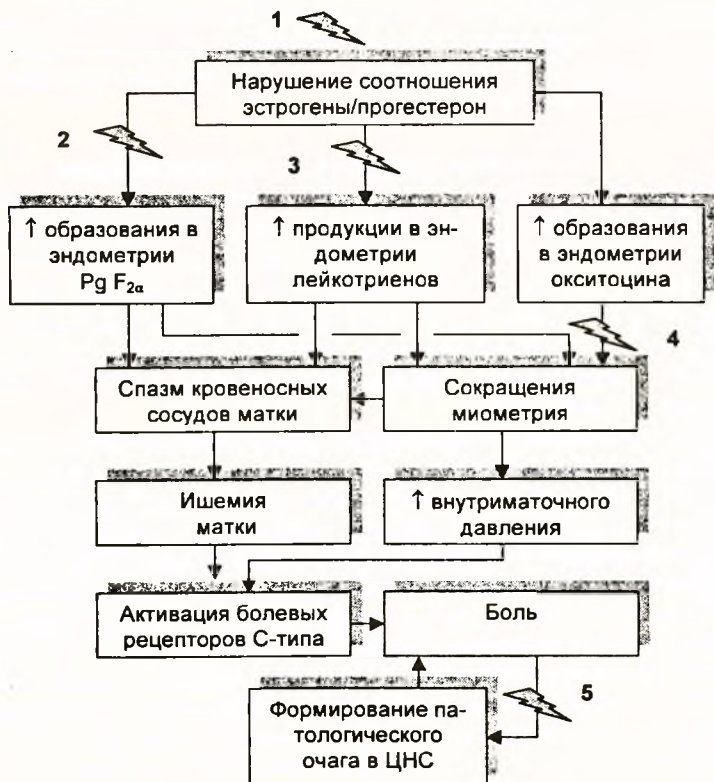 1
Нарушение соотношения
эстрогены/прогестерон
2
3
↑ образования в
эндометрии
Pg F2α
↑ продукции в эн-
дометрии
лейкотриенов
↑ образования
в эндометрии
окситоцина
4
Спазм кровеносных
сосудов матки
Сокращения
миометрия
Ишемия
матки
↑ внутриматочного
давления
Активация болевых
рецепторов С-типа
Боль
5
Формирование па-
тологического
очага в ЦНС